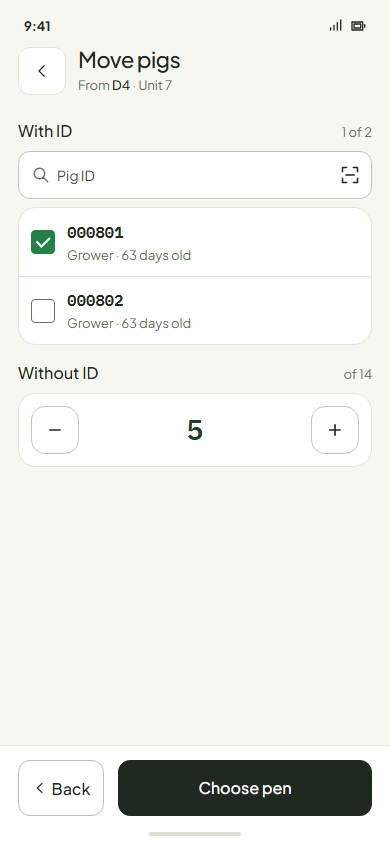 9:41
Move pigs
From D4 · Unit 7
With ID
1 of 2
Pig ID
000801
Grower · 63 days old
000802
Grower · 63 days old
Without ID
of 14
5
Back
Choose pen